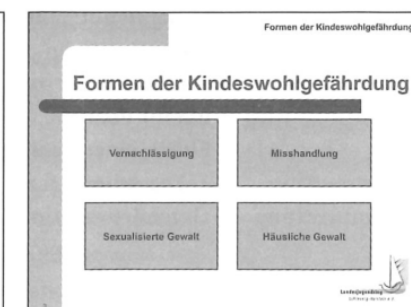 Formen der Kindeswohlgefährdung
Formen der Kindeswohlgefährdung
Vernachlässigung
Misshandlung
Sexualisierte Gewalt
Häusliche Gewalt